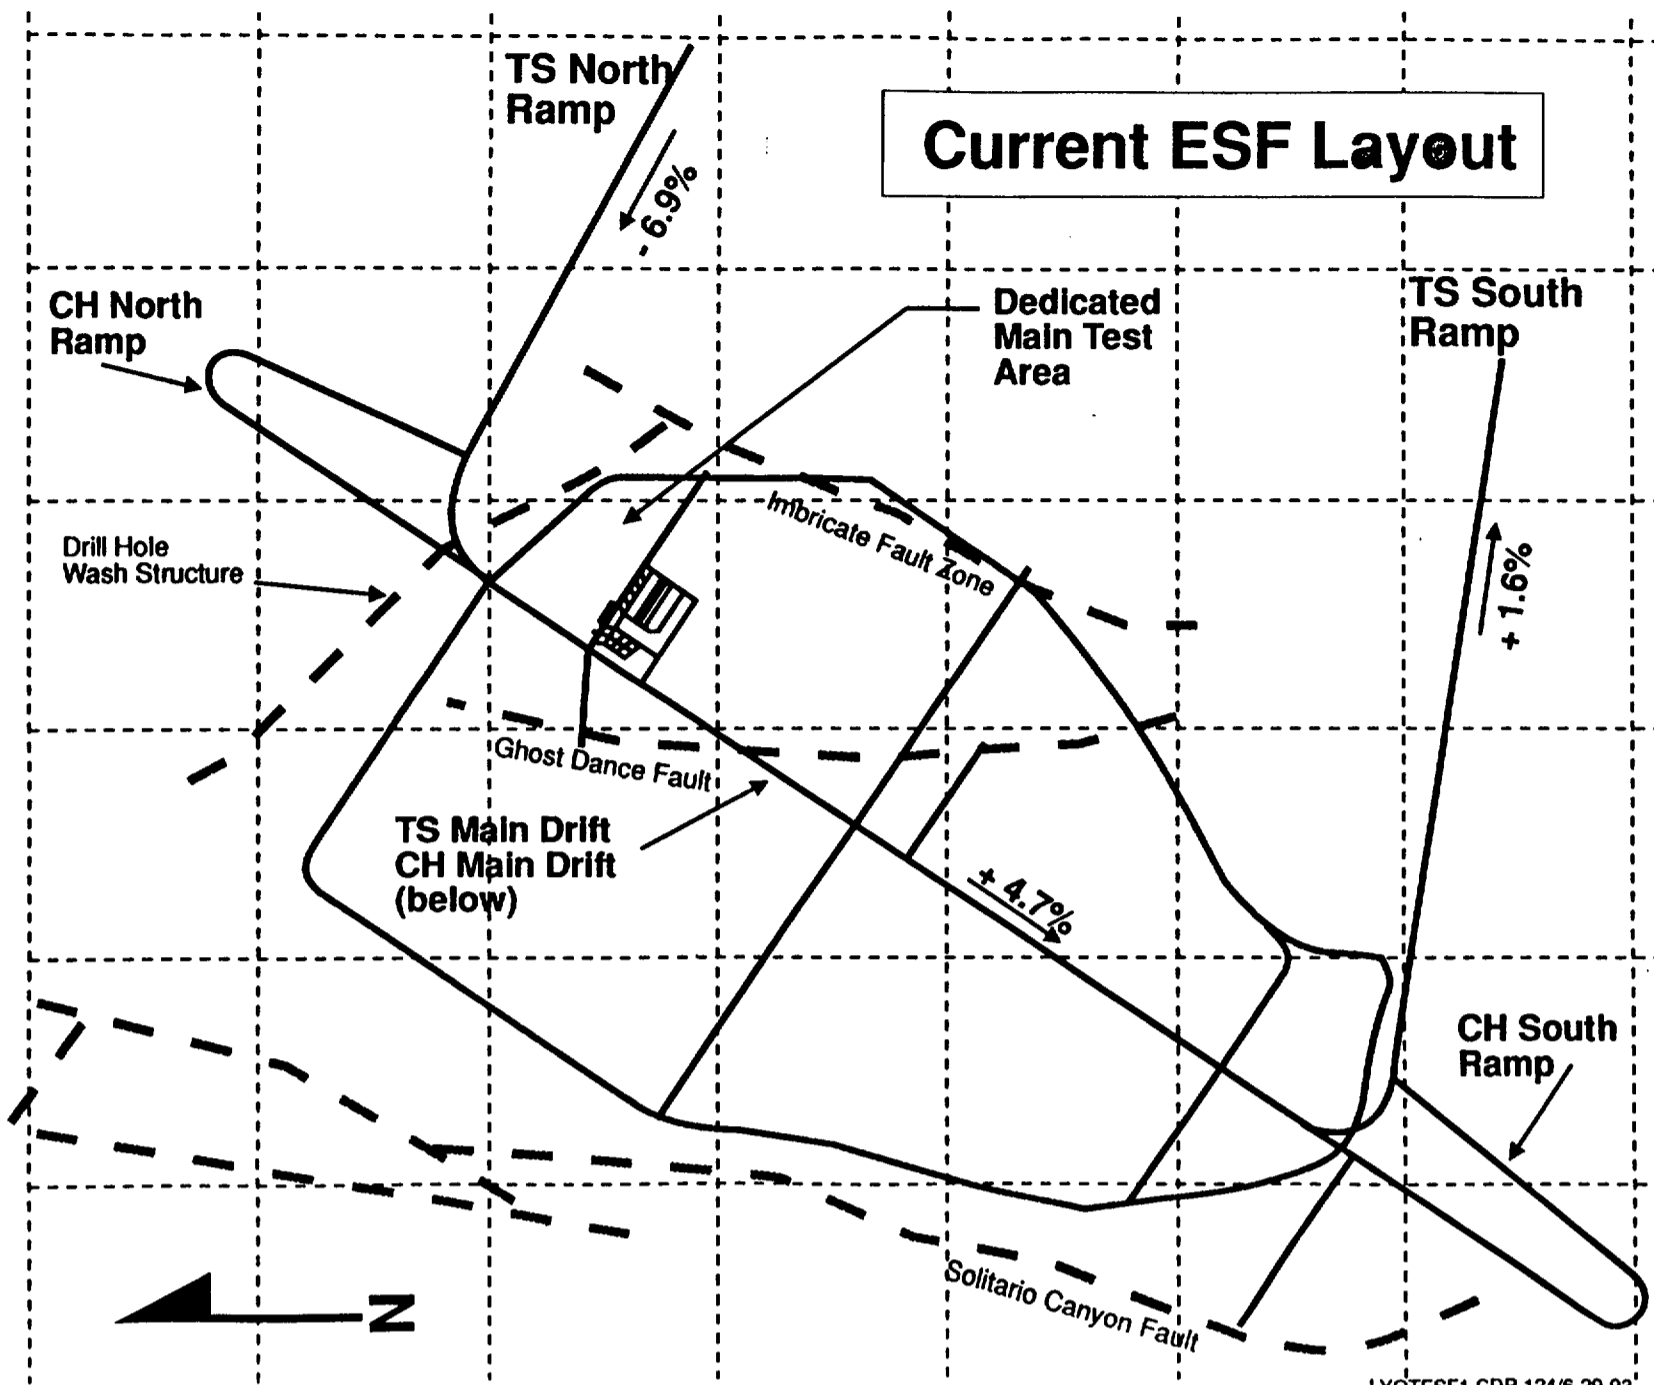 TS North
Ramp
Current ESF Layout
- 6.9%
CH North
Ramp
Dedicated
Main Test
Area
TS South
Ramp
Imbricate Fault Zone
Drill Hole
Wash Structure
+ 1.6%
Ghost Dance Fault
TS Main Drift
CH Main Drift
(below)
+ 4.7%
CH South
Ramp
Solitario Canyon Fault
N